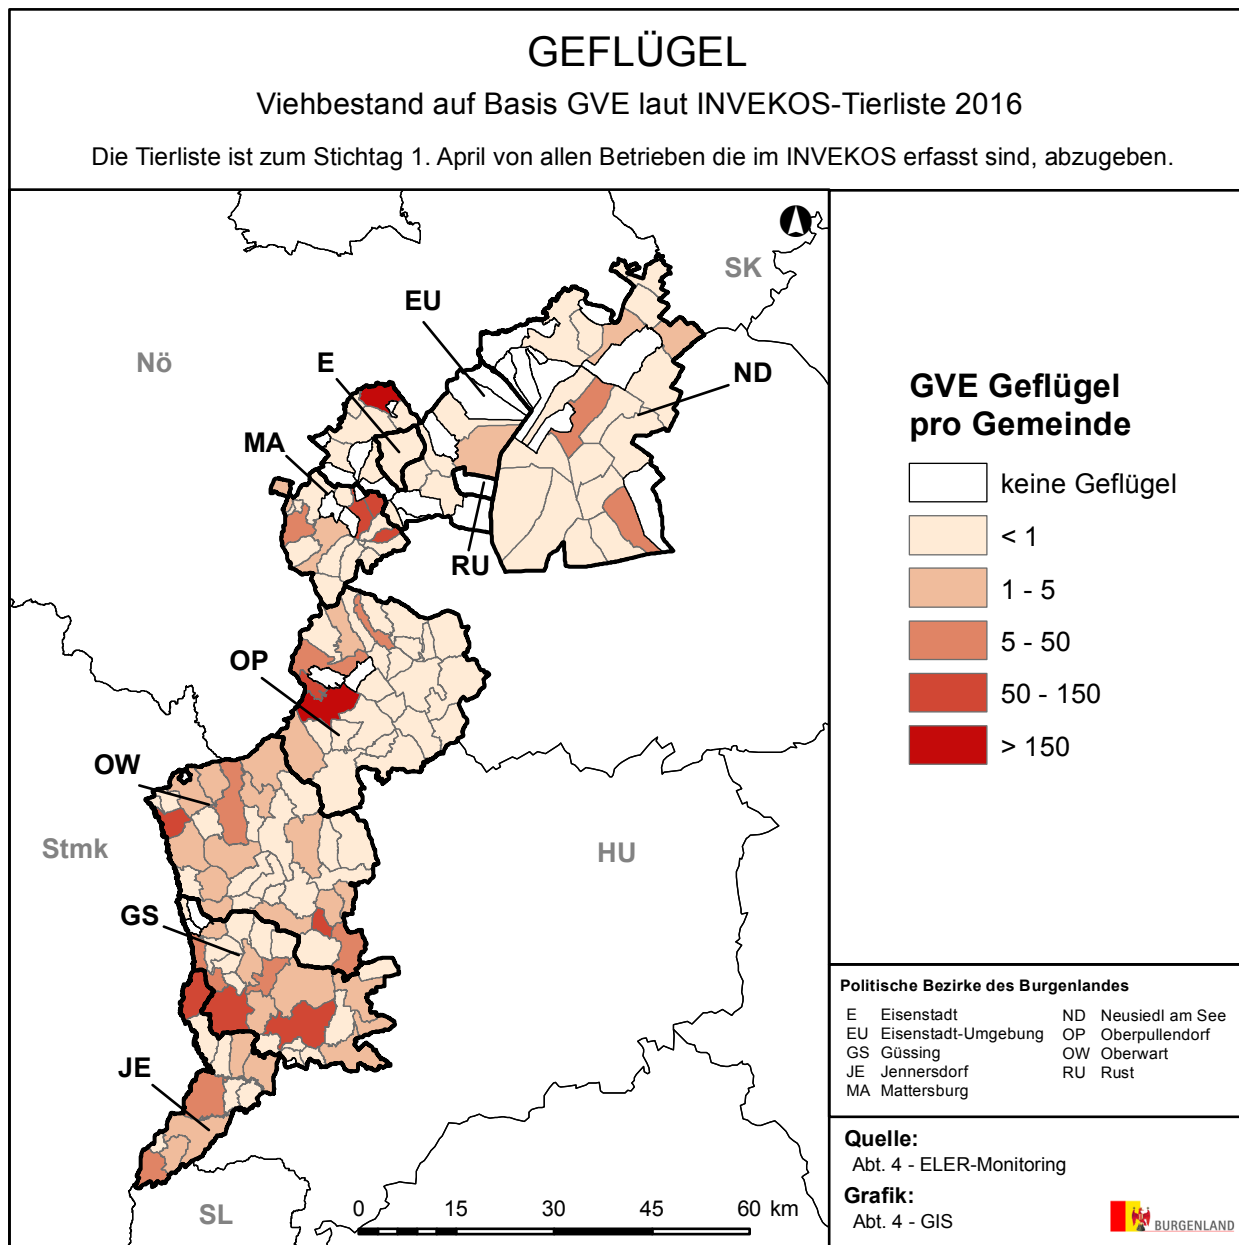 GEFLÜGEL
Viehbestand auf Basis GVE laut INVEKOS-Tierliste 2016
Die Tierliste ist zum Stichtag 1. April von allen Betrieben die im INVEKOS erfasst sind, abzugeben.
SK
EU
Nö
E
ND
MA
RU
OP
OW
Stmk
HU
GS
JE
SL
0 15 30 45 60 km
GVE Geflügel
pro Gemeinde
keine Geflügel
< 1
1 - 5
5 - 50
50 - 150
> 150
Politische Bezirke des Burgenlandes
E Eisenstadt
EU Eisenstadt-Umgebung
GS Güssing
JE Jennersdorf
MA Mattersburg
ND Neusiedl am See
OP Oberpullendorf
OW Oberwart
RU Rust
Quelle:
Abt. 4 - ELER-Monitoring
Grafik:
Abt. 4 - GIS
BURGENLAND